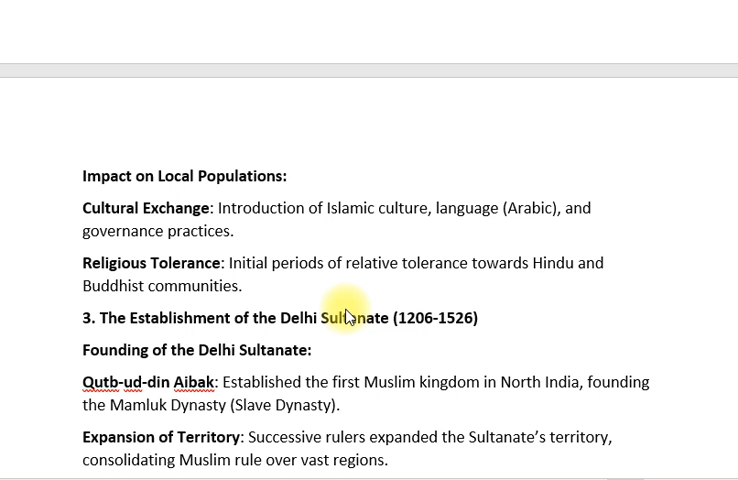 Impact on Local Populations:
Cultural Exchange: Introduction of Islamic culture, language (Arabic), and
governance practices.
Religious Tolerance: Initial periods of relative tolerance towards Hindu and
Buddhist communities.
3. The Establishment of the Delhi Sultanate (1206-1526)
Founding of the Delhi Sultanate:
Qutb-ud-din Aibak: Established the first Muslim kingdom in North India, founding
the Mamluk Dynasty (Slave Dynasty).
Expansion of Territory: Successive rulers expanded the Sultanate’s territory,
consolidating Muslim rule over vast regions.